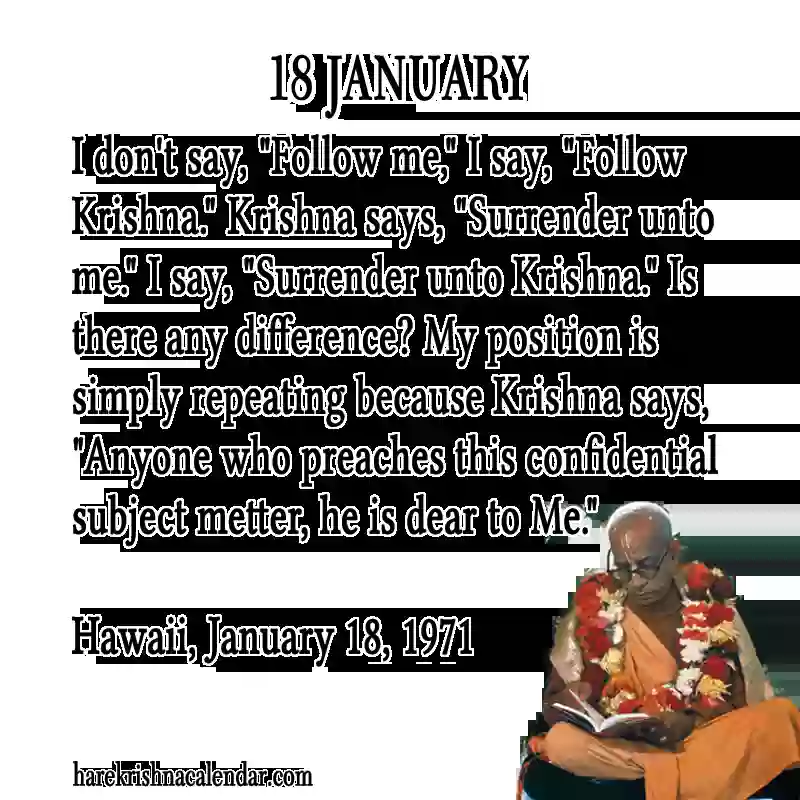 18 JANUARY
I don't say, "Follow me," I say, "Follow
Krishna." Krishna says, "Surrender unto
me." I say, "Surrender unto Krishna." Is
there any difference? My position is
simply repeating because Krishna says,
"Anyone who preaches this confidential
subject metter, he is dear to Me."
Hawaii, January 18, 1971
harekrishnacalendar.com